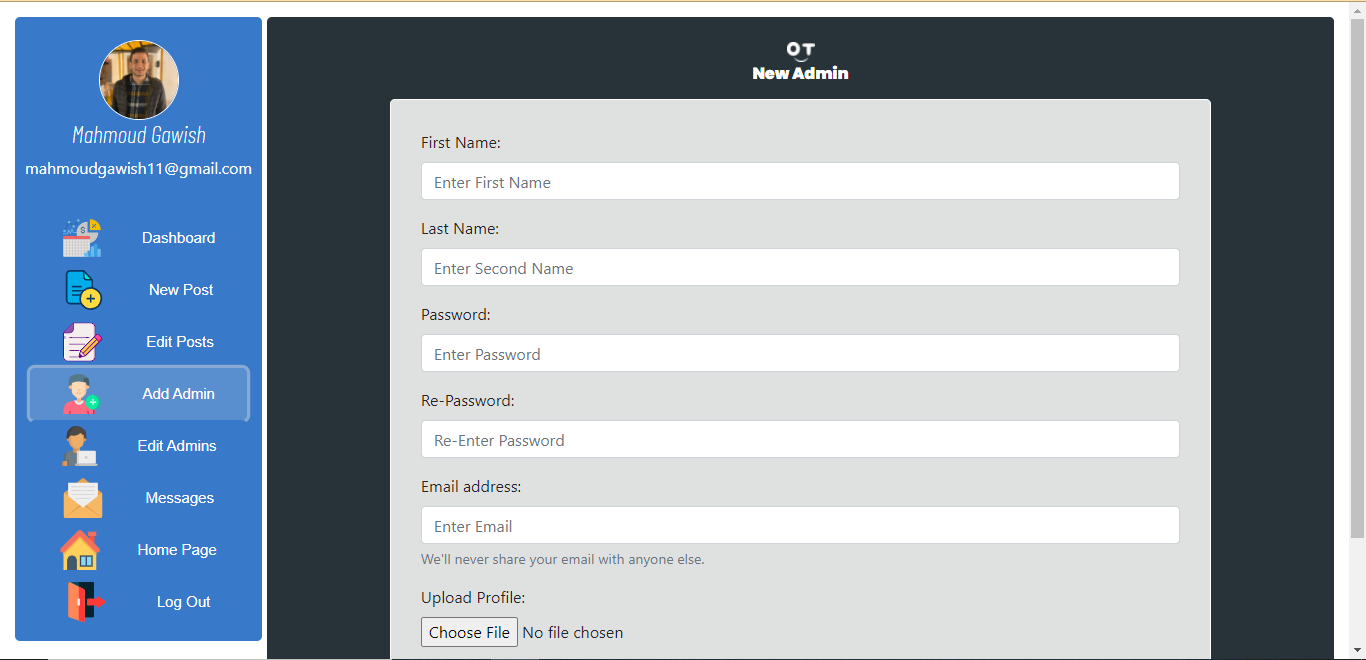 Mahmoud Gawish
mahmoudgawish11@gmail.com
Dashboard
New Post
Edit Posts
Add Admin
Edit Admins
Messages
Home Page
Log Out
OT
New Admin
First Name:
Enter First Name
Last Name:
Enter Second Name
Password:
Enter Password
Re-Password:
Re-Enter Password
Email address:
Enter Email
We'll never share your email with anyone else.
Upload Profile:
Choose File No file chosen